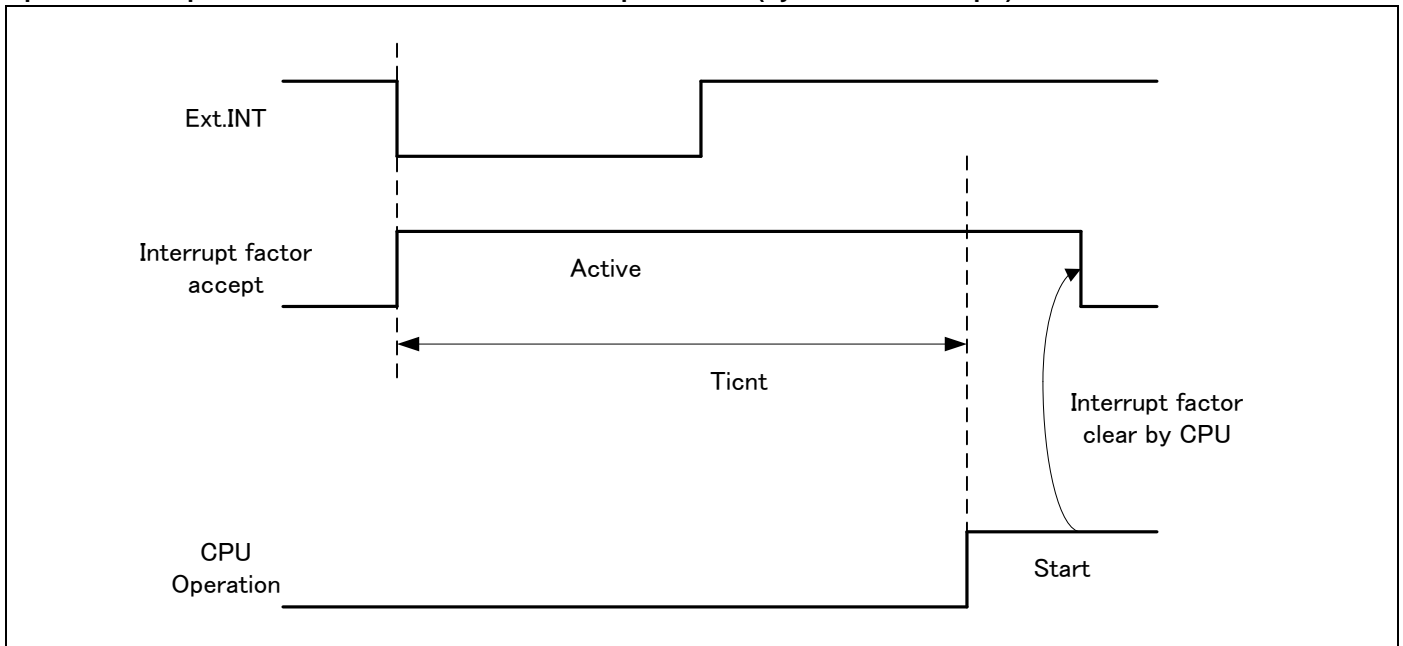 Ext.INT
Interrupt factor
accept
Active
Ticnt
Interrupt factor
clear by CPU
CPU
Operation
Start